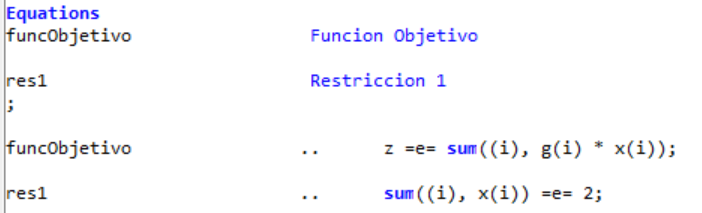 Equations
funcObjetivo Funcion Objetivo
res1 Restriccion 1
;
funcObjetivo .. z =e= sum((i), g(i) * x(i));
res1 .. sum((i), x(i)) =e= 2;